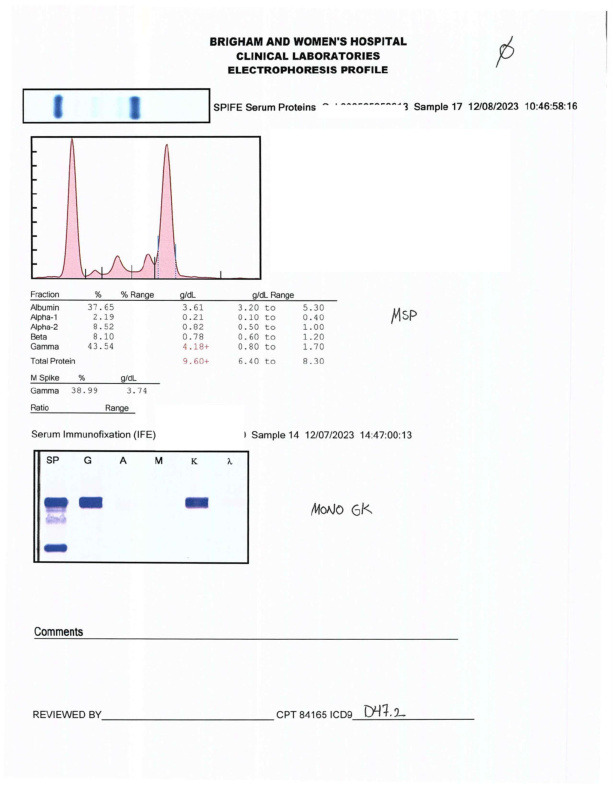 BRIGHAM AND WOMEN'S HOSPITAL
CLINICAL LABORATORIES
ELECTROPHORESIS PROFILE
SPIFE Serum Proteins Sample 17 12/08/2023 10:46:58:16
Fraction % % Range g/dL g/dL Range
Albumin 37.65 3.61 3.20 to 5.30
Alpha-1 2.19 0.21 0.10 to 0.40
Alpha-2 8.52 0.82 0.50 to 1.00
Beta 8.10 0.78 0.60 to 1.20
Gamma 43.54 4.18+ 0.80 to 1.70
Total Protein 9.60+ 6.40 to 8.30
MSP
M Spike % g/dL
Gamma 38.99 3.74
Ratio Range
Serum Immunofixation (IFE) Sample 14 12/07/2023 14:47:00:13
SP G A M K λ
MONO GK
Comments
REVIEWED BY CPT 84165 ICD9 D47.2